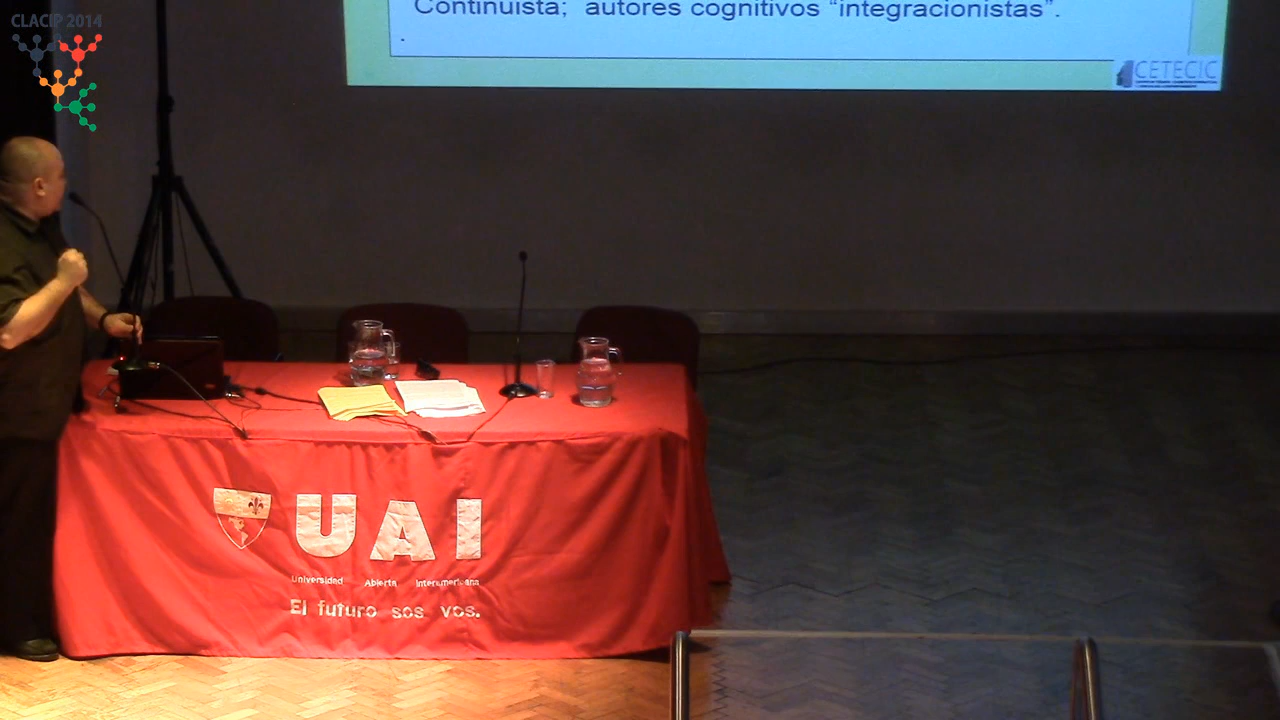 CLACIP 2014
Continuista; autores cognitivos “integracionistas”.
CETECIC
UAI
Universidad Abierta Interamericana
El futuro sos vos.